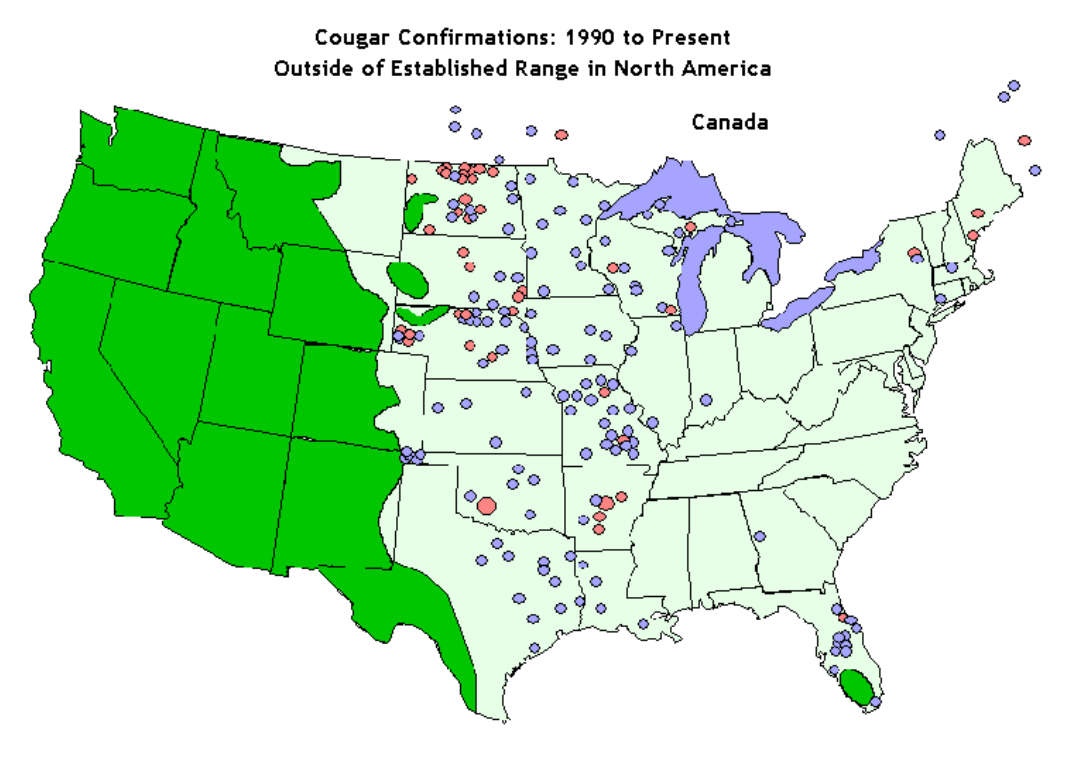 Cougar Confirmations: 1990 to Present
Outside of Established Range in North America
Canada